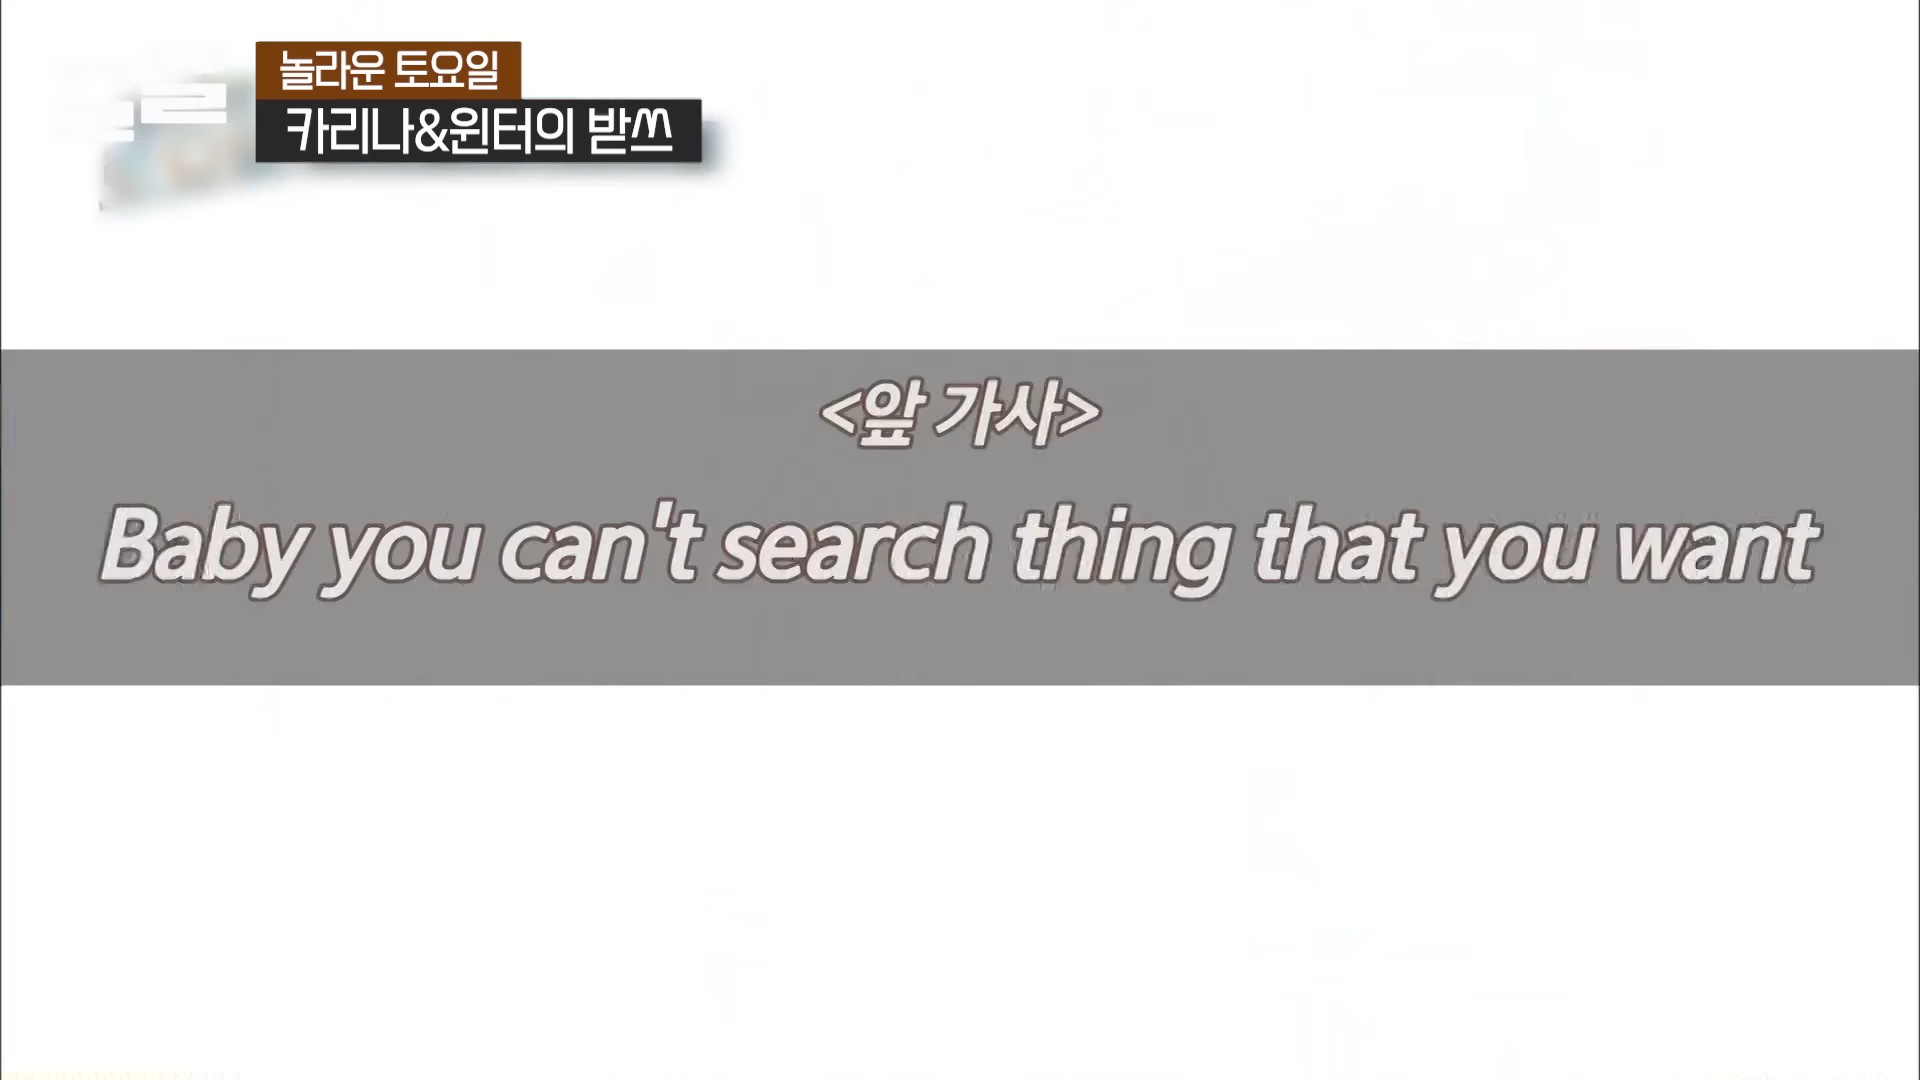 놀라운 토요일
카리나&윈터의 받쓰
<앞 가사>
Baby you can't search thing that you want